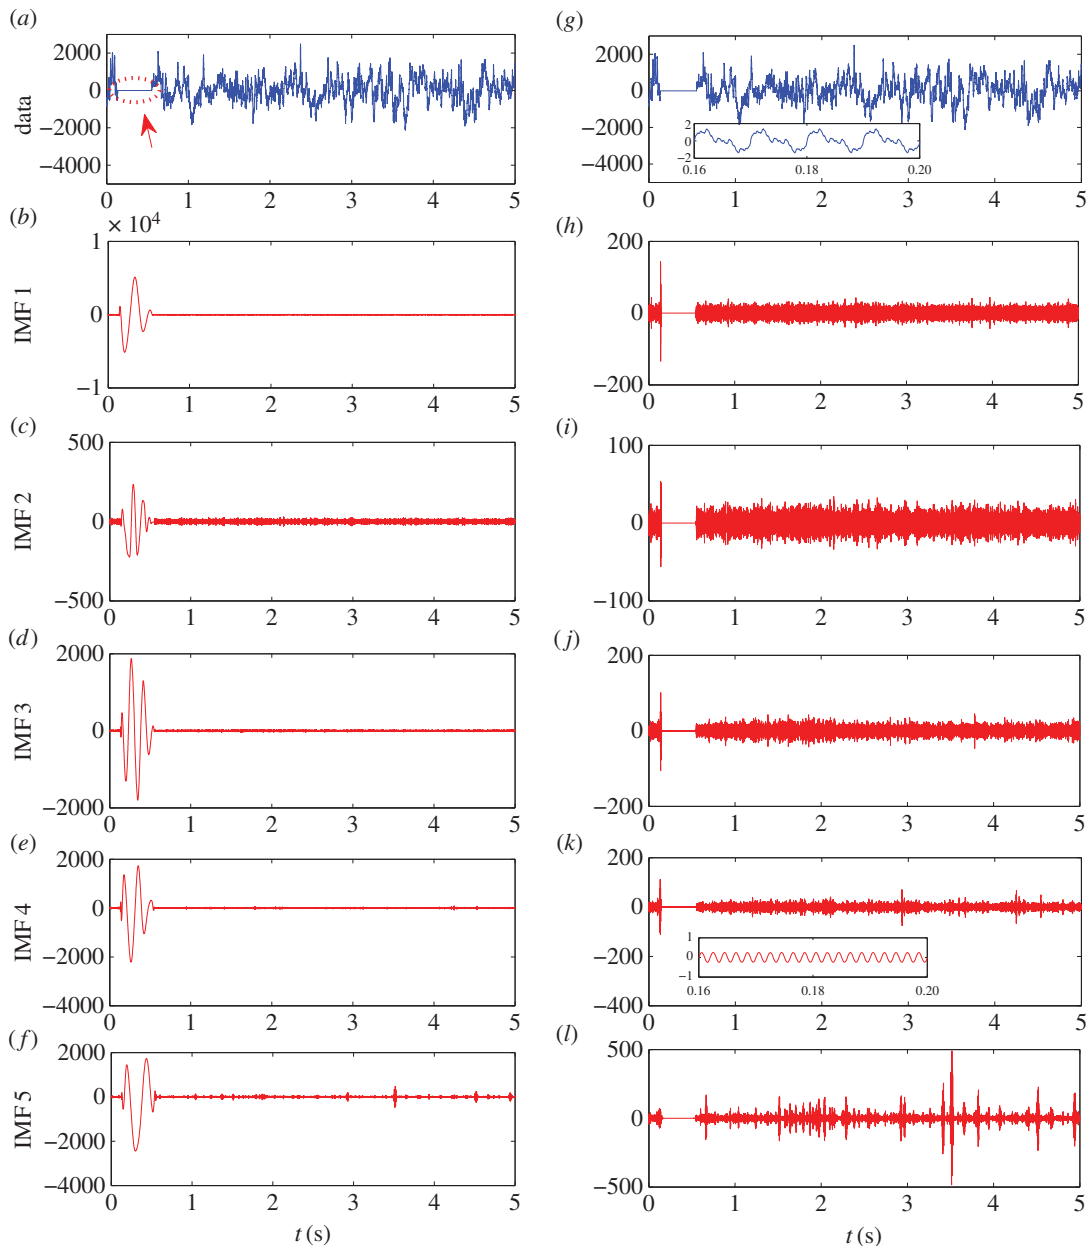 (a)
data
2000
0
−2000
−4000
0 1 2 3 4 5
(b)
× 10⁴
IMF 1
1
0
−1
0 1 2 3 4 5
(c)
IMF 2
500
0
−500
0 1 2 3 4 5
(d)
IMF 3
2000
0
−2000
0 1 2 3 4 5
(e)
IMF 4
2000
0
−2000
−4000
0 1 2 3 4 5
(f)
IMF 5
2000
0
−2000
−4000
0 1 2 3 4 5
t (s)
(g)
2000
0
−2000
−4000
2
0
−2
0.16 0.18 0.20
0 1 2 3 4 5
(h)
200
0
−200
0 1 2 3 4 5
(i)
100
0
−100
0 1 2 3 4 5
(j)
200
0
−200
0 1 2 3 4 5
(k)
200
0
−200
−400
1
0
−1
0.16 0.18 0.20
0 1 2 3 4 5
(l)
500
0
−500
0 1 2 3 4 5
t (s)